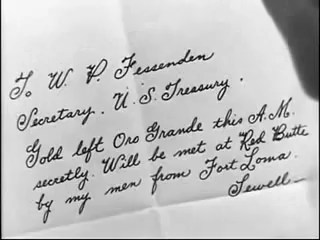 To W. P. Fessenden
Secretary. U.S. Treasury.
Gold left Oro Grande this A.M.
secretly. Will be met at Red Butte
by my men from Fort Loma.
Sewell